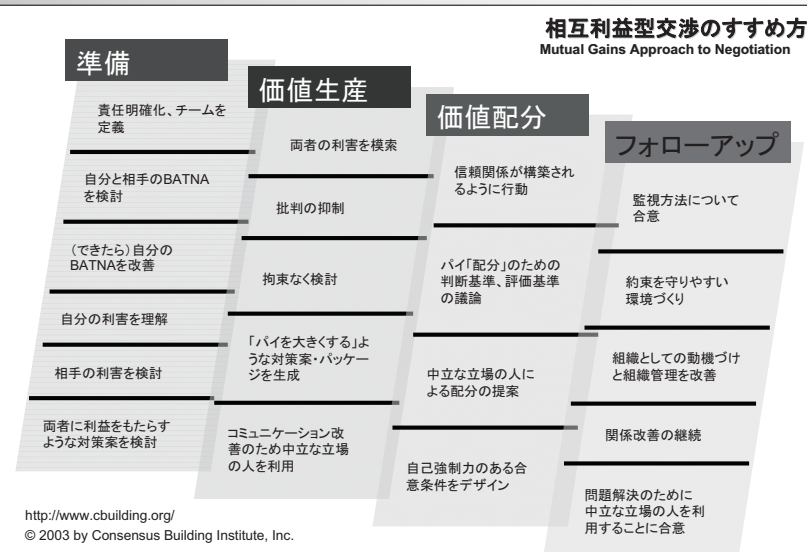 相互利益型交渉のすすめ方
Mutual Gains Approach to Negotiation
準備
責任明確化、チームを
定義
自分と相手のBATNA
を検討
(できたら)自分の
BATNAを改善
自分の利害を理解
相手の利害を検討
両者に利益をもたらす
ような対策案を検討
価値生産
両者の利害を模索
批判の抑制
拘束なく検討
「パイを大きくする」よ
うな対策案・パッケー
ジを生成
コミュニケーション改
善のため中立な立場
の人を利用
価値配分
信頼関係が構築され
るように行動
パイ「配分」のための
判断基準、評価基準
の議論
中立な立場の人に
よる配分の提案
自己強制力のある合
意条件をデザイン
フォローアップ
監視方法について
合意
約束を守りやすい
環境づくり
組織としての動機づけ
と組織管理を改善
関係改善の継続
問題解決のために
中立な立場の人を利
用することに合意
http://www.cbuilding.org/
© 2003 by Consensus Building Institute, Inc.